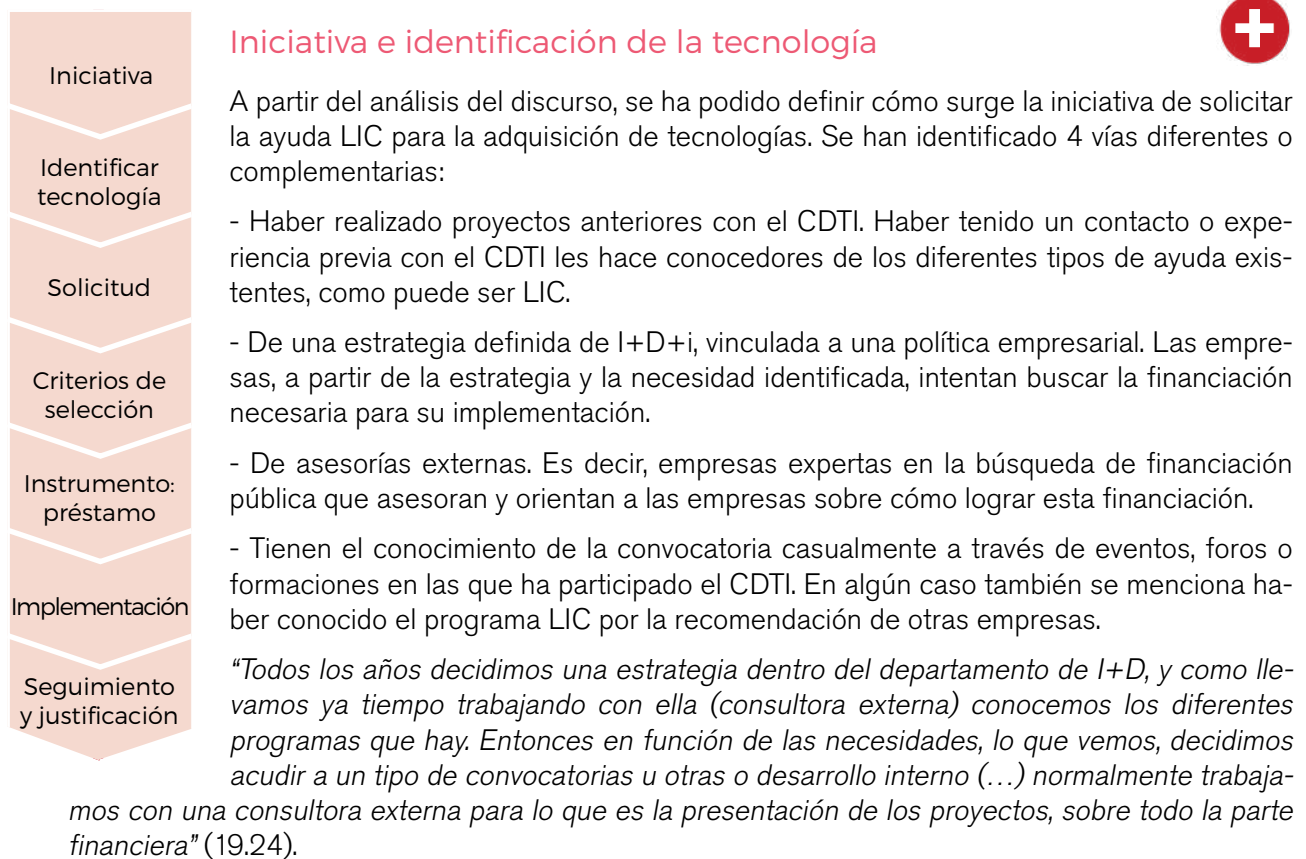 Iniciativa
Identificar
tecnología
Solicitud
Criterios de
selección
Instrumento:
préstamo
Implementación
Seguimiento
y justificación
Iniciativa e identificación de la tecnología
A partir del análisis del discurso, se ha podido definir cómo surge la iniciativa de solicitar
la ayuda LIC para la adquisición de tecnologías. Se han identificado 4 vías diferentes o
complementarias:
- Haber realizado proyectos anteriores con el CDTI. Haber tenido un contacto o expe-
riencia previa con el CDTI les hace conocedores de los diferentes tipos de ayuda exis-
tentes, como puede ser LIC.
- De una estrategia definida de I+D+i, vinculada a una política empresarial. Las empre-
sas, a partir de la estrategia y la necesidad identificada, intentan buscar la financiación
necesaria para su implementación.
- De asesorías externas. Es decir, empresas expertas en la búsqueda de financiación
pública que asesoran y orientan a las empresas sobre cómo lograr esta financiación.
- Tienen el conocimiento de la convocatoria casualmente a través de eventos, foros o
formaciones en las que ha participado el CDTI. En algún caso también se menciona ha-
ber conocido el programa LIC por la recomendación de otras empresas.
“Todos los años decidimos una estrategia dentro del departamento de I+D, y como lle-
vamos ya tiempo trabajando con ella (consultora externa) conocemos los diferentes
programas que hay. Entonces en función de las necesidades, lo que vemos, decidimos
acudir a un tipo de convocatorias u otras o desarrollo interno (…) normalmente trabaja-
mos con una consultora externa para lo que es la presentación de los proyectos, sobre todo la parte
financiera” (19.24).